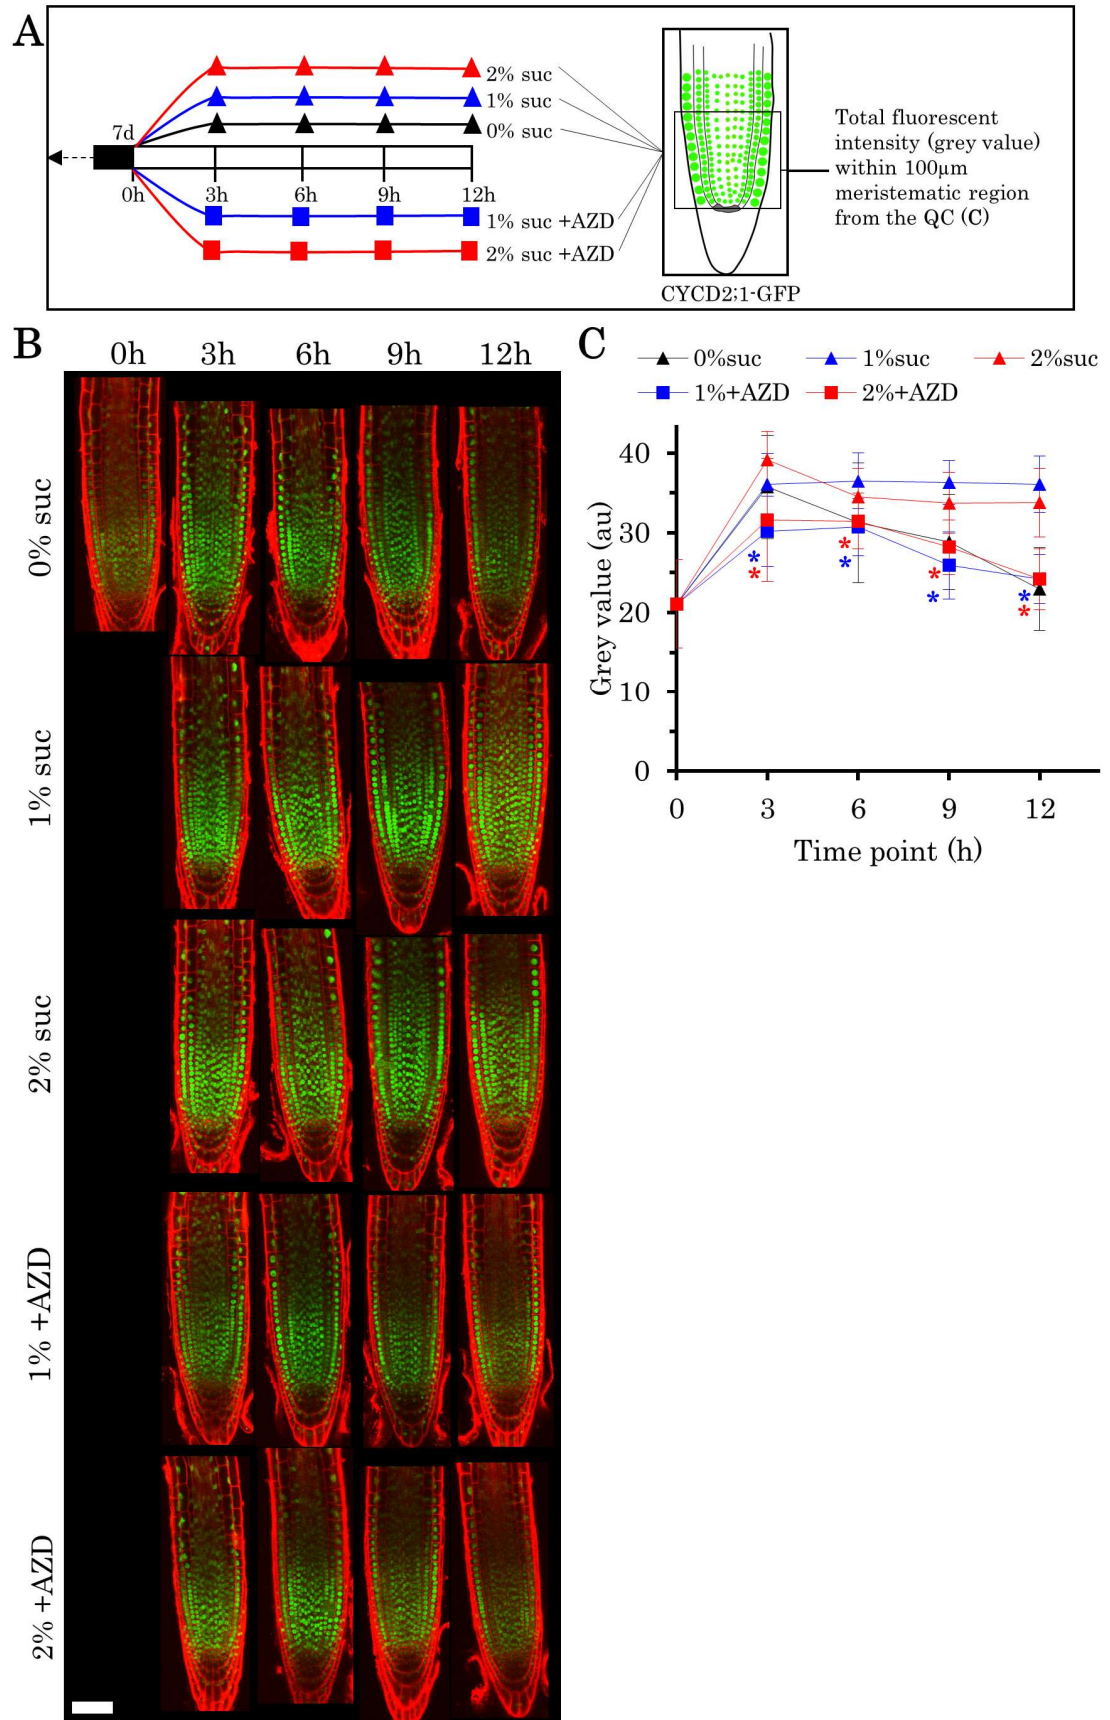 A
7d
2% suc
1% suc
0% suc
0h
3h
6h
9h
12h
1% suc +AZD
2% suc +AZD
CYCD2;1-GFP
Total fluorescent
intensity (grey value)
within 100μm
meristematic region
from the QC (C)
B
0h 3h 6h 9h 12h
0% suc
1% suc
2% suc
1% +AZD
2% +AZD
C
0%suc 1%suc 2%suc
1%+AZD 2%+AZD
Grey value (au)
40
30
20
10
0
0 3 6 9 12
Time point (h)
* *
* *
* *
* *